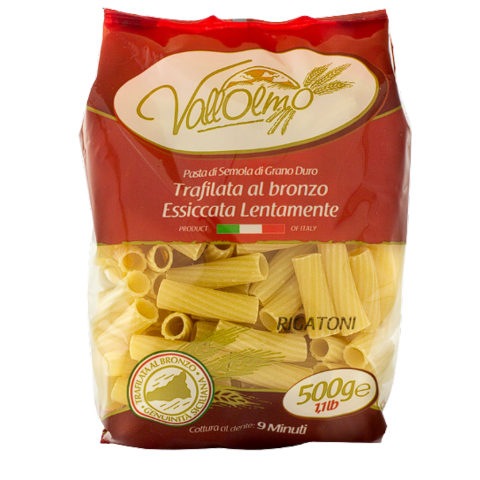 VallOlmo
Pasta di Semola di Grano Duro
Trafilata al bronzo
Essiccata Lentamente
PRODUCT OF ITALY
RIGATONI
TRAFILATA AL BRONZO
GENUINITÀ SICILIANA
500g e
1,1lb
Cottura al dente: 9 Minuti